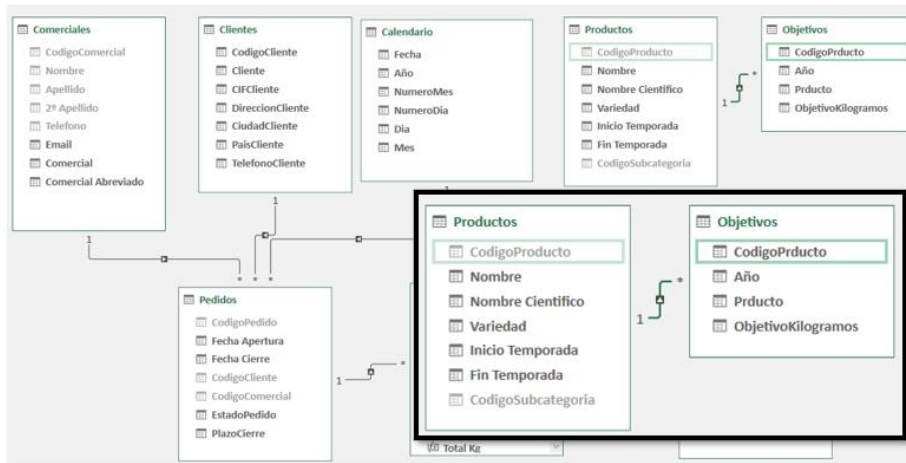 Comerciales
CodigoComercial
Nombre
Apellido
2º Apellido
Telefono
Email
Comercial
Comercial Abreviado
Clientes
CodigoCliente
Cliente
CIFCliente
DireccionCliente
CiudadCliente
PaisCliente
TelefonoCliente
Calendario
Fecha
Año
NumeroMes
NumeroDia
Dia
Mes
Productos
CodigoProducto
Nombre
Nombre Cientifico
Variedad
Inicio Temporada
Fin Temporada
CodigoSubcategoria
1
*
Objetivos
CodigoPrducto
Año
Prducto
ObjetivoKilogramos
1
1
1
* * *
Pedidos
CodigoPedido
Fecha Apertura
Fecha Cierre
CodigoCliente
CodigoComercial
EstadoPedido
PlazoCierre
1
*
Total Kg
Productos
CodigoProducto
Nombre
Nombre Cientifico
Variedad
Inicio Temporada
Fin Temporada
CodigoSubcategoria
1
*
Objetivos
CodigoPrducto
Año
Prducto
ObjetivoKilogramos